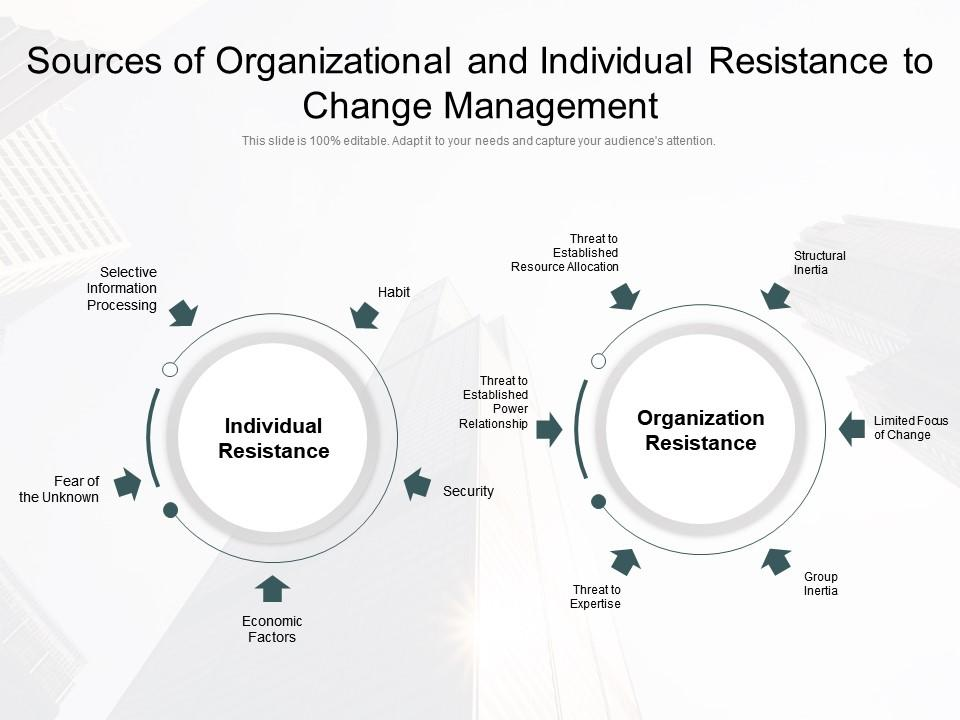 Sources of Organizational and Individual Resistance to
Change Management
This slide is 100% editable. Adapt it to your needs and capture your audience's attention.
Selective
Information
Processing
Habit
Individual
Resistance
Fear of
the Unknown
Security
Economic
Factors
Threat to
Established
Resource Allocation
Structural
Inertia
Threat to
Established
Power
Relationship
Organization
Resistance
Limited Focus
of Change
Threat to
Expertise
Group
Inertia